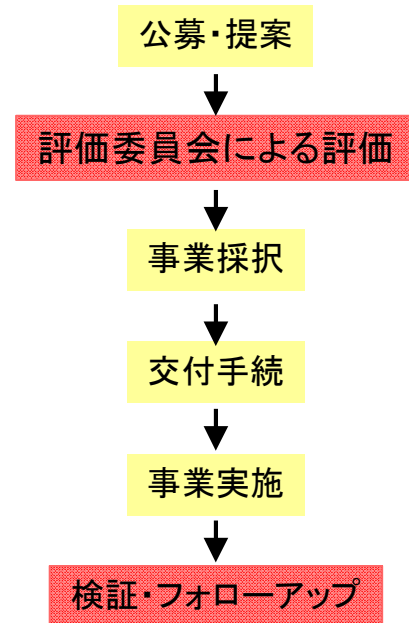 公募・提案
評価委員会による評価
事業採択
交付手続
事業実施
検証・フォローアップ